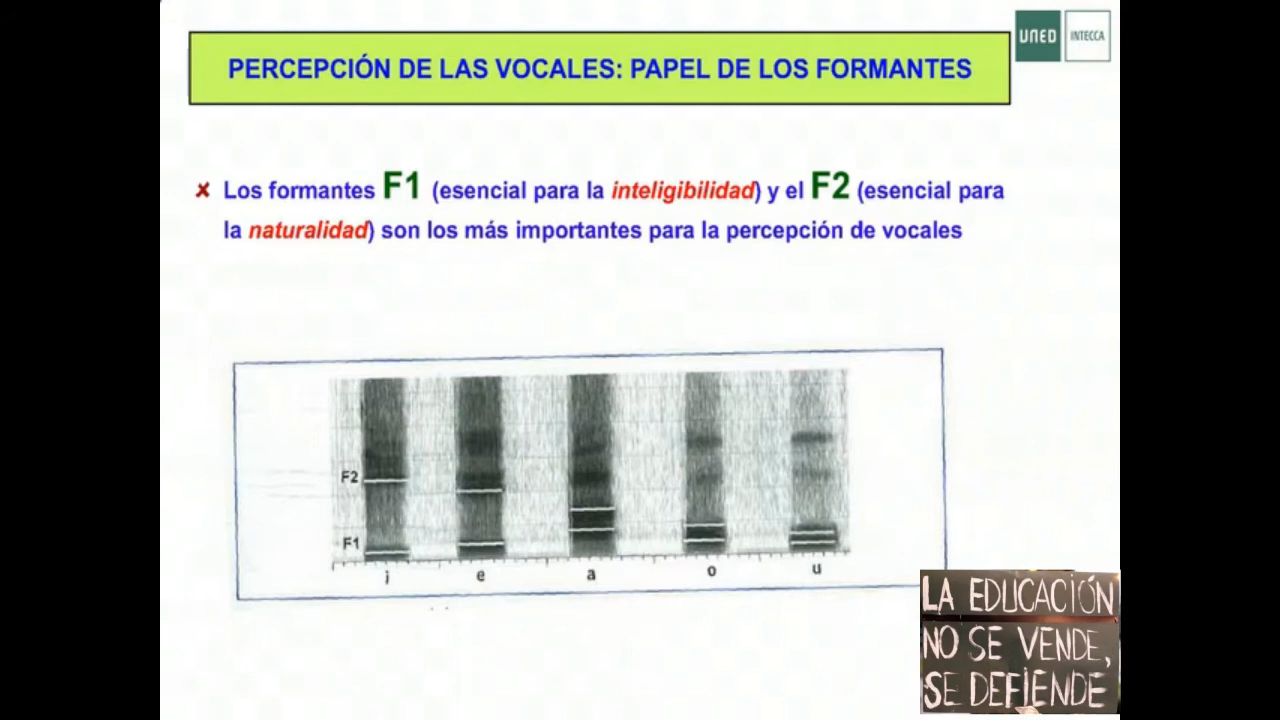 UNED
INTECCA
PERCEPCIÓN DE LAS VOCALES: PAPEL DE LOS FORMANTES
✘ Los formantes F1 (esencial para la inteligibilidad) y el F2 (esencial para
la naturalidad) son los más importantes para la percepción de vocales
F2
F1
i e a o u
LA EDUCACIÓN
NO SE VENDE,
SE DEFIENDE